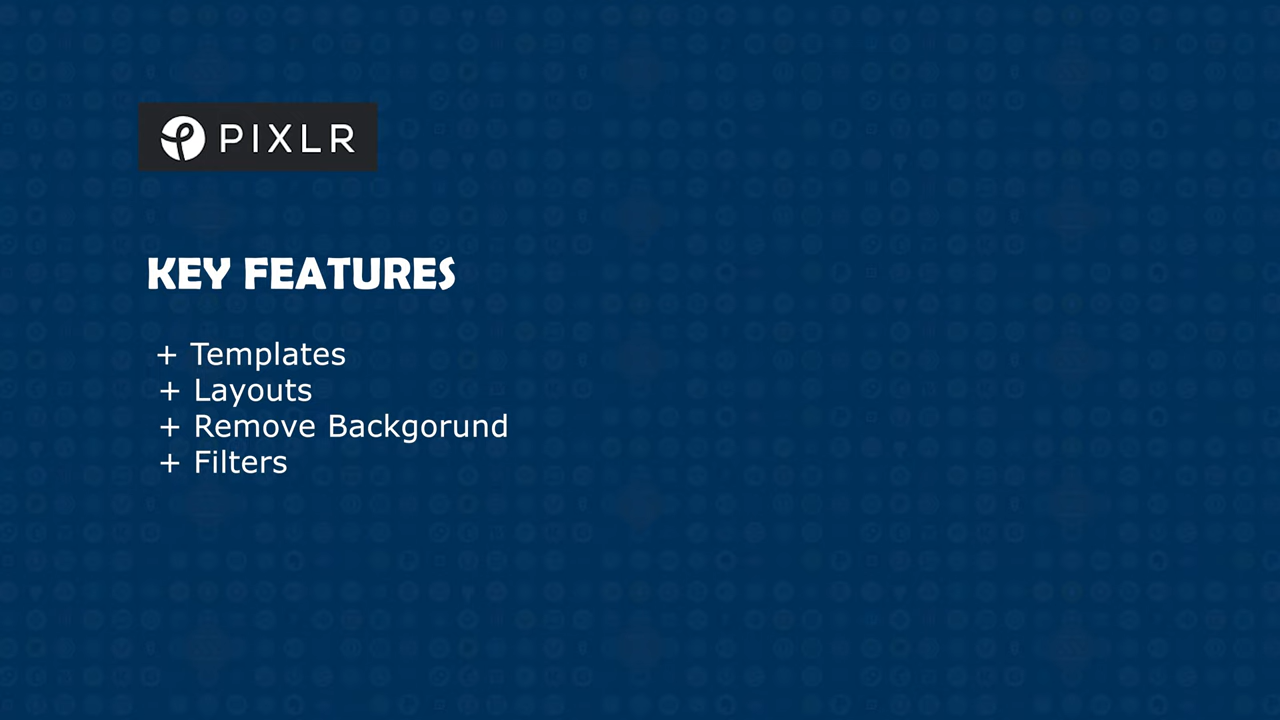 PIXLR
KEY FEATURES
+ Templates
+ Layouts
+ Remove Backgorund
+ Filters